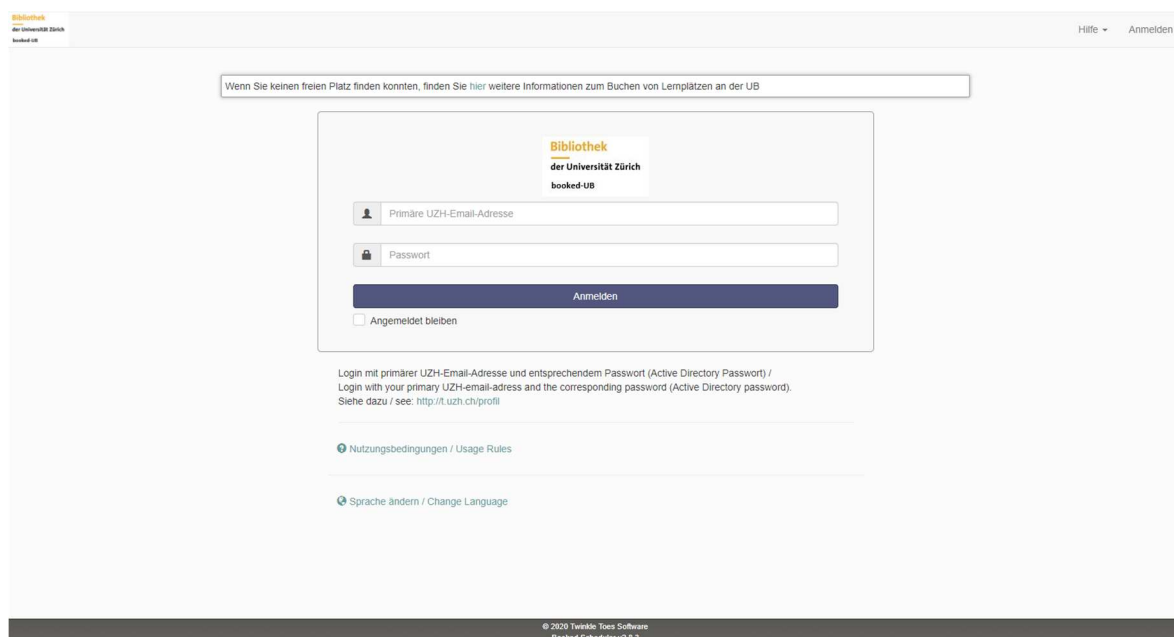 Bibliothek
der Universität Zürich
booked-UB
Hilfe
Anmelden
Wenn Sie keinen freien Platz finden konnten, finden Sie hier weitere Informationen zum Buchen von Lernplätzen an der UB
Bibliothek
der Universität Zürich
booked-UB
Primäre UZH-Email-Adresse
Passwort
Anmelden
Angemeldet bleiben
Login mit primärer UZH-Email-Adresse und entsprechendem Passwort (Active Directory Passwort) /
Login with your primary UZH-email-adress and the corresponding password (Active Directory password).
Siehe dazu / see: http://t.uzh.ch/profil
Nutzungsbedingungen / Usage Rules
Sprache ändern / Change Language
© 2020 Twinkle Toes Software
Booked Scheduler